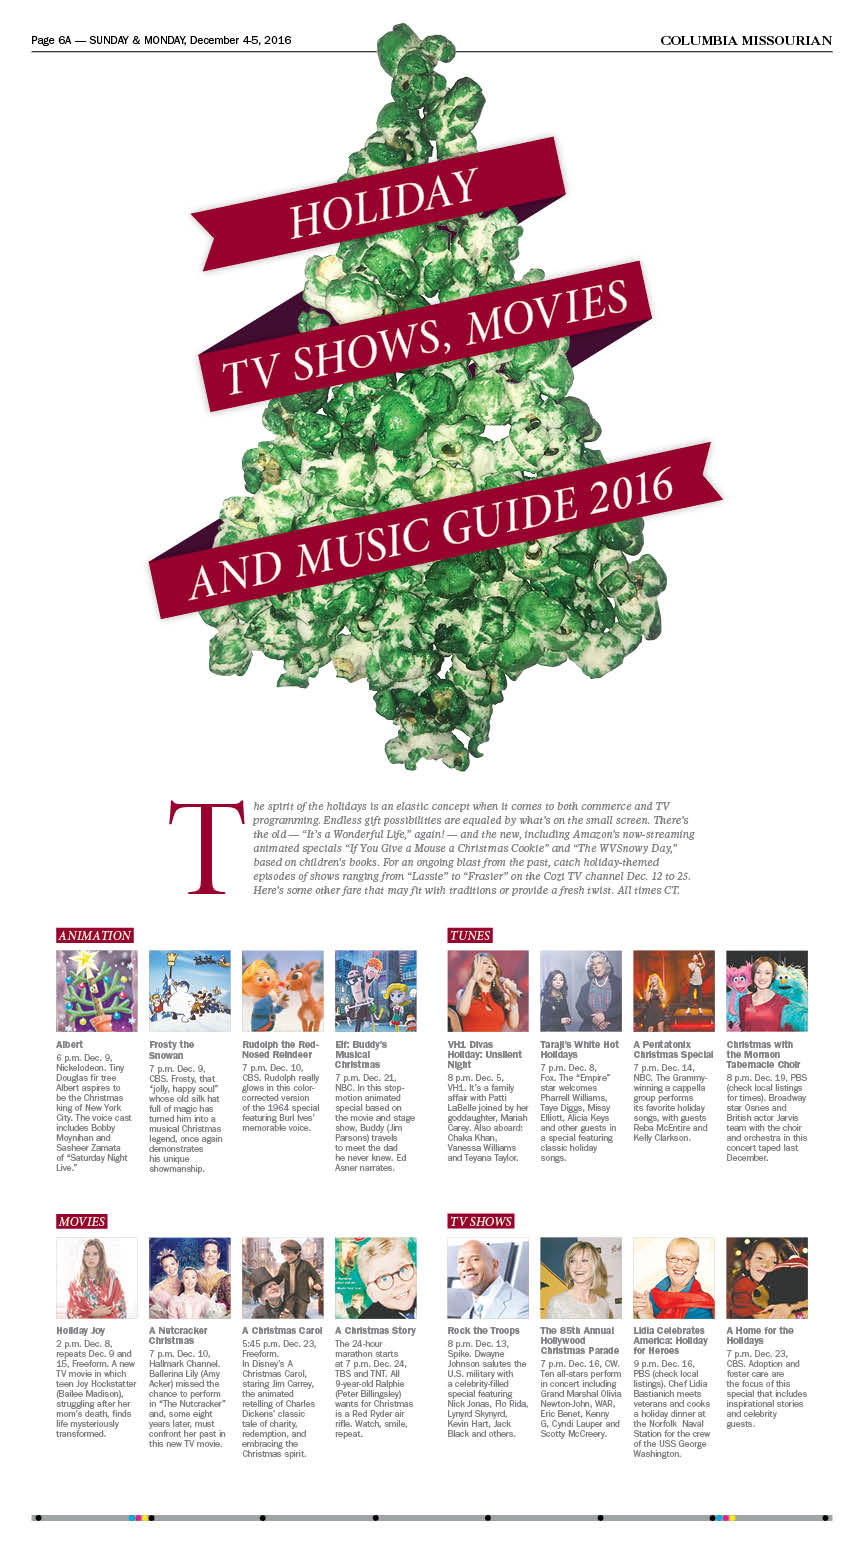 Page 6A — SUNDAY & MONDAY, December 4-5, 2016
COLUMBIA MISSOURIAN
HOLIDAY
TV SHOWS, MOVIES
AND MUSIC GUIDE 2016
The spirit of the holidays is an elastic concept when it comes to both commerce and TV
programming. Endless gift possibilities are equaled by what's on the small screen. There's
the old — “It's a Wonderful Life,” again! — and the new, including Amazon's now-streaming
animated specials “If You Give a Mouse a Christmas Cookie” and “The WVSnowy Day,”
based on children's books. For an ongoing blast from the past, catch holiday-themed
episodes of shows ranging from “Lassie” to “Frasier” on the Cozi TV channel Dec. 12 to 25.
Here's some other fare that may fit with traditions or provide a fresh twist. All times CT.
ANIMATION
Albert
6 p.m. Dec. 9,
Nickelodeon. Tiny
Douglas fir tree
Albert aspires to
be the Christmas
king of New York
City. The voice cast
includes Bobby
Moynihan and
Sasheer Zamata
of “Saturday Night
Live.”
Frosty the
Snowan
7 p.m. Dec. 9,
CBS. Frosty, that
“jolly, happy soul”
whose old silk hat
full of magic has
turned him into a
musical Christmas
legend, once again
demonstrates
his unique
showmanship.
Rudolph the Red-
Nosed Reindeer
7 p.m. Dec. 10,
CBS. Rudolph really
glows in this color-
corrected version
of the 1964 special
featuring Burl Ives'
memorable voice.
Elf: Buddy's
Musical
Christmas
7 p.m. Dec. 21,
NBC. In this stop-
motion animated
special based on
the movie and stage
show, Buddy (Jim
Parsons) travels
to meet the dad
he never knew. Ed
Asner narrates.
TUNES
VH1 Divas
Holiday: Unsilent
Night
8 p.m. Dec. 5,
VH1. It's a family
affair with Patti
LaBelle joined by her
goddaughter, Mariah
Carey. Also aboard:
Chaka Khan,
Vanessa Williams
and Teyana Taylor.
Taraji's White Hot
Holidays
7 p.m. Dec. 8,
Fox. The “Empire”
star welcomes
Pharrell Williams,
Taye Diggs, Missy
Elliott, Alicia Keys
and other guests in
a special featuring
classic holiday
songs.
A Pentatonix
Christmas Special
7 p.m. Dec. 14,
NBC. The Grammy-
winning a cappella
group performs
its favorite holiday
songs, with guests
Reba McEntire and
Kelly Clarkson.
Christmas with
the Mormon
Tabernacle Choir
8 p.m. Dec. 19, PBS
(check local listings
for times). Broadway
star Osnes and
British actor Jarvis
team with the choir
and orchestra in this
concert taped last
December.
MOVIES
Holiday Joy
2 p.m. Dec. 8,
repeats Dec. 9 and
15, Freeform. A new
TV movie in which
teen Joy Hockstatter
(Bailee Madison),
struggling after her
mom's death, finds
life mysteriously
transformed.
A Nutcracker
Christmas
7 p.m. Dec. 10,
Hallmark Channel.
Ballerina Lily (Amy
Acker) missed the
chance to perform
in “The Nutcracker”
and, some eight
years later, must
confront her past in
this new TV movie.
A Christmas Carol
5:45 p.m. Dec. 23,
Freeform.
In Disney's A
Christmas Carol,
staring Jim Carrey,
the animated
retelling of Charles
Dickens' classic
tale of charity,
redemption, and
embracing the
Christmas spirit.
A Christmas Story
The 24-hour
marathon starts
at 7 p.m. Dec. 24,
TBS and TNT. All
9-year-old Ralphie
(Peter Billingsley)
wants for Christmas
is a Red Ryder air
rifle. Watch, smile,
repeat.
TV SHOWS
Rock the Troops
8 p.m. Dec. 13,
Spike. Dwayne
Johnson salutes the
U.S. military with
a celebrity-filled
special featuring
Nick Jonas, Flo Rida,
Lynyrd Skynyrd,
Kevin Hart, Jack
Black and others.
The 85th Annual
Hollywood
Christmas Parade
7 p.m. Dec. 16, CW.
Ten all-stars perform
in concert including
Grand Marshal Olivia
Newton-John, WAR,
Eric Benet, Kenny
G, Cyndi Lauper and
Scotty McCreery.
Lidia Celebrates
America: Holiday
for Heroes
9 p.m. Dec. 16,
PBS (check local
listings). Chef Lidia
Bastianich meets
veterans and cooks
a holiday dinner at
the Norfolk Naval
Station for the crew
of the USS George
Washington.
A Home for the
Holidays
7 p.m. Dec. 23,
CBS. Adoption and
foster care are
the focus of this
special that includes
inspirational stories
and celebrity
guests.